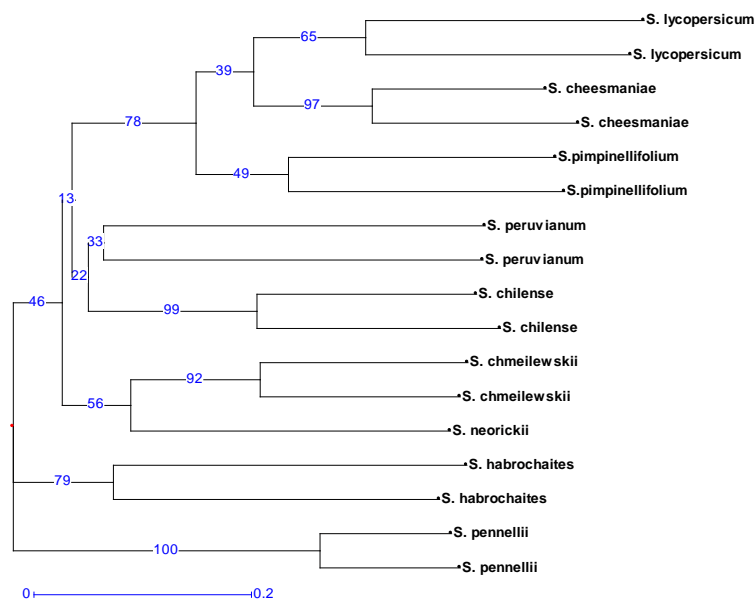 S. lycopersicum
65
S. lycopersicum
39
S. cheesmaniae
97
S. cheesmaniae
78
S.pimpinellifolium
49
S.pimpinellifolium
13
S. peruvianum
33
S. peruvianum
22
S. chilense
46
99
S. chilense
S. chmeilewskii
92
S. chmeilewskii
56
S. neorickii
S. habrochaites
79
S. habrochaites
S. pennellii
100
S. pennellii
0 0.2